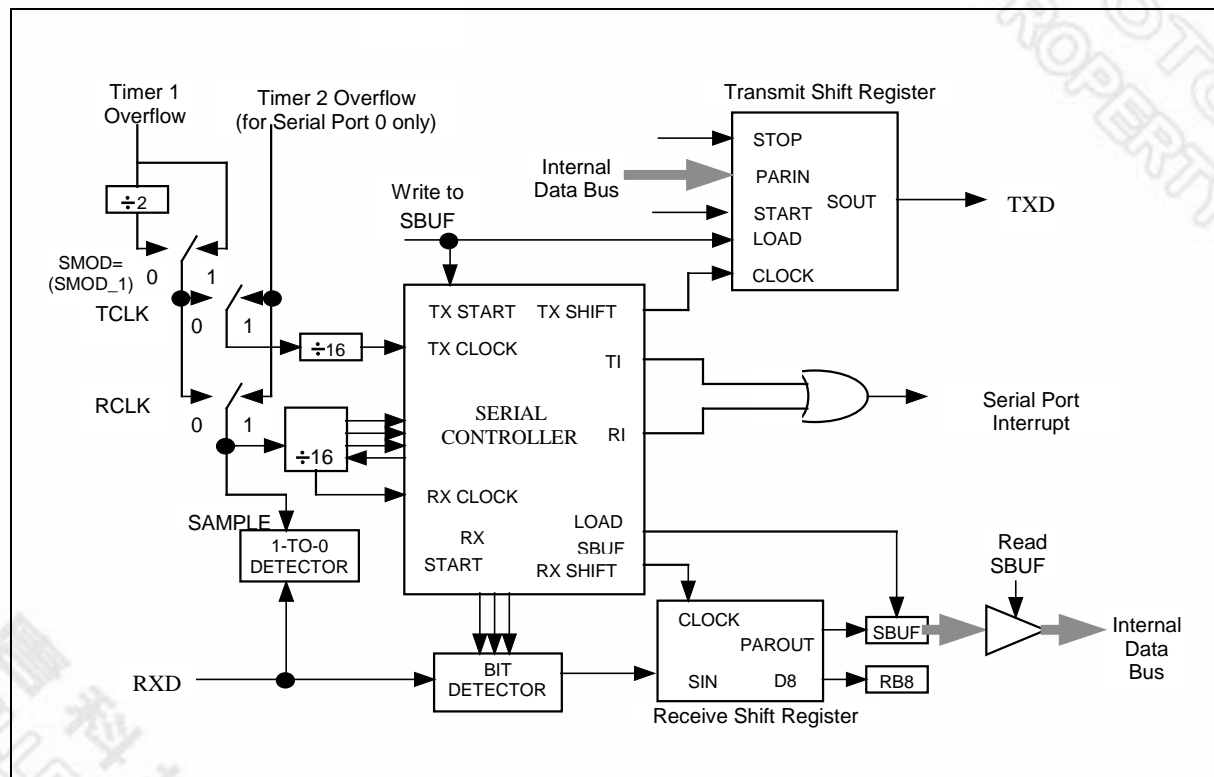 Timer 1
Overflow
Timer 2 Overflow
(for Serial Port 0 only)
÷2
SMOD=
(SMOD_1)
0
1
TCLK
0
1
RCLK
0
1
÷16
÷16
SAMPLE
1-TO-0
DETECTOR
RXD
Write to
SBUF
Internal
Data Bus
Transmit Shift Register
STOP
PARIN
START
LOAD
CLOCK
SOUT
TXD
TX START
TX SHIFT
TX CLOCK
TI
SERIAL
CONTROLLER
RI
RX CLOCK
LOAD
SBUF
RX
START
RX SHIFT
Serial Port
Interrupt
BIT
DETECTOR
CLOCK
PAROUT
SIN
D8
Receive Shift Register
SBUF
RB8
Read
SBUF
Internal
Data
Bus
PROPERTY